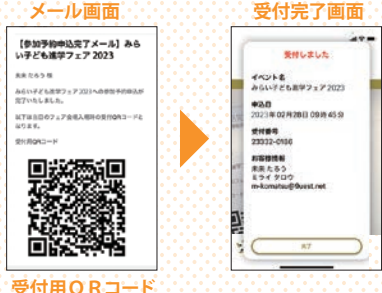 メール画面
【参加予約申込完了メール】みら
い子ども進学フェア 2023
未来 たろう 様
みらい子ども進学フェア 2023への参加予約申込が
完了いたしました。
以下は当日のフェア会場入場時の受付QRコードと
なります。
受付用QRコード
受付用QRコード
受付完了画面
受付しました
イベント名
みらい子ども進学フェア2023
申込日
2023年02月28日 09時45分
受付番号
23332-0166
お客様情報
未来 たろう
ミライ タロウ
m-komatsu@9uest.net
完了